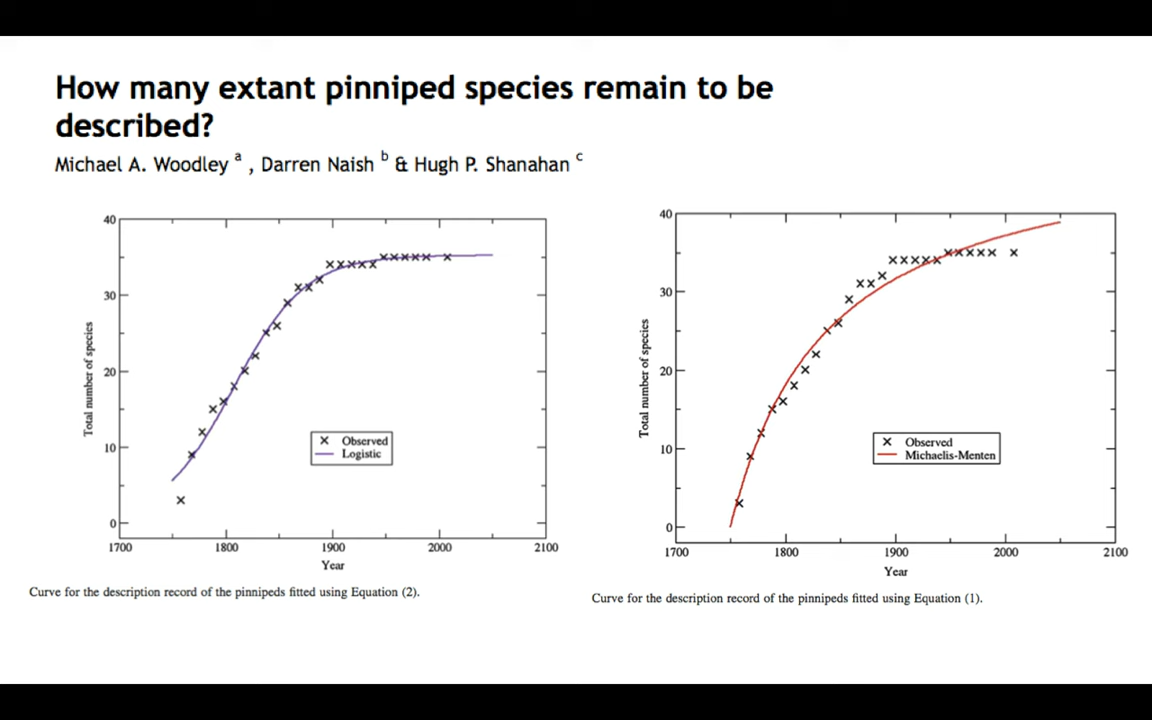 How many extant pinniped species remain to be
described?
Michael A. Woodley a , Darren Naish b & Hugh P. Shanahan c
40
30
20
10
0
Total number of species
1700 1800 1900 2000 2100
Year
Observed
Logistic
Curve for the description record of the pinnipeds fitted using Equation (2).
40
30
20
10
0
Total number of species
1700 1800 1900 2000 2100
Year
Observed
Michaelis-Menten
Curve for the description record of the pinnipeds fitted using Equation (1).